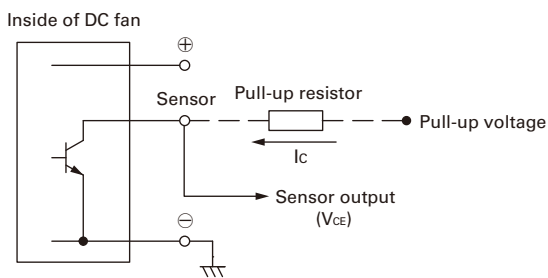 Inside of DC fan
⊕
Sensor
Pull-up resistor
Pull-up voltage
Ic
Sensor output
(VCE)
⊖